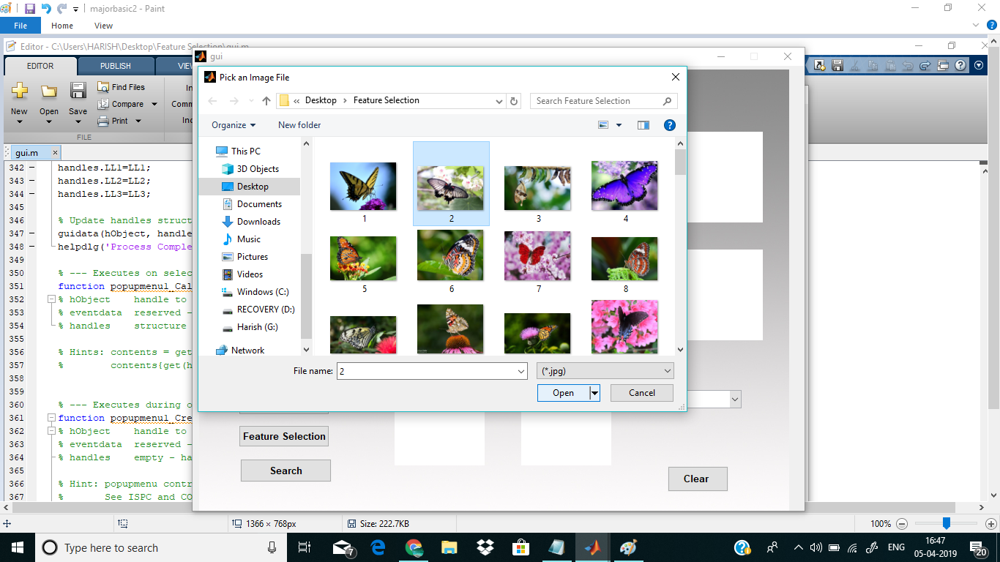 majorbasic2 - Paint
File Home View
Editor - C:\Users\HARISH\Desktop\Feature Selection\gui.m
gui
EDITOR PUBLISH VIEW
Pick an Image File
Desktop Feature Selection Search Feature Selection
New Open Save
Find Files
Compare
Print
FILE
In
Comm
Inc
Organize New folder
gui.m ×
This PC
3D Objects
Desktop
Documents
Downloads
Music
Pictures
Videos
Windows (C:)
RECOVERY (D:)
Harish (G:)
Network
1 2 3 4
5 6 7 8
File name: 2 (*.jpg)
Open Cancel
342 – handles.LL1=LL1;
343 – handles.LL2=LL2;
344 – handles.LL3=LL3;
345
346 % Update handles struct
347 – guidata(hObject, handle
348 – helpdlg('Process Comple
349
350 % --- Executes on selec
351 function popupmenu1_Cal
352 % hObject    handle to
353 % eventdata  reserved -
354 % handles    structure
355
356 % Hints: contents = get
357 %        contents{get(h
358
359
360 % --- Executes during o
361 function popupmenu1_Cre
362 % hObject    handle to
363 % eventdata  reserved -
364 % handles    empty - ha
365
366 % Hint: popupmenu contr
367 %       See ISPC and CO
Feature Selection
Search
Clear
1366 × 768px Size: 222.7KB 100%
Type here to search
7
ENG
16:47
05-04-2019
20